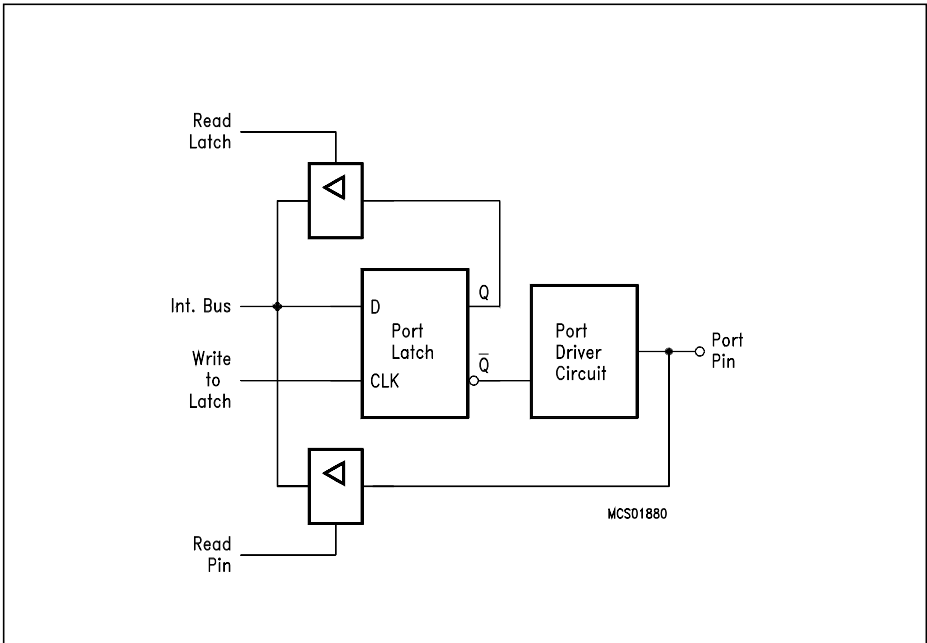 Read
Latch
Int. Bus
D
Q
Port
Latch
Q̅
Port
Driver
Circuit
Port
Pin
Write
to
Latch
CLK
MCS01880
Read
Pin